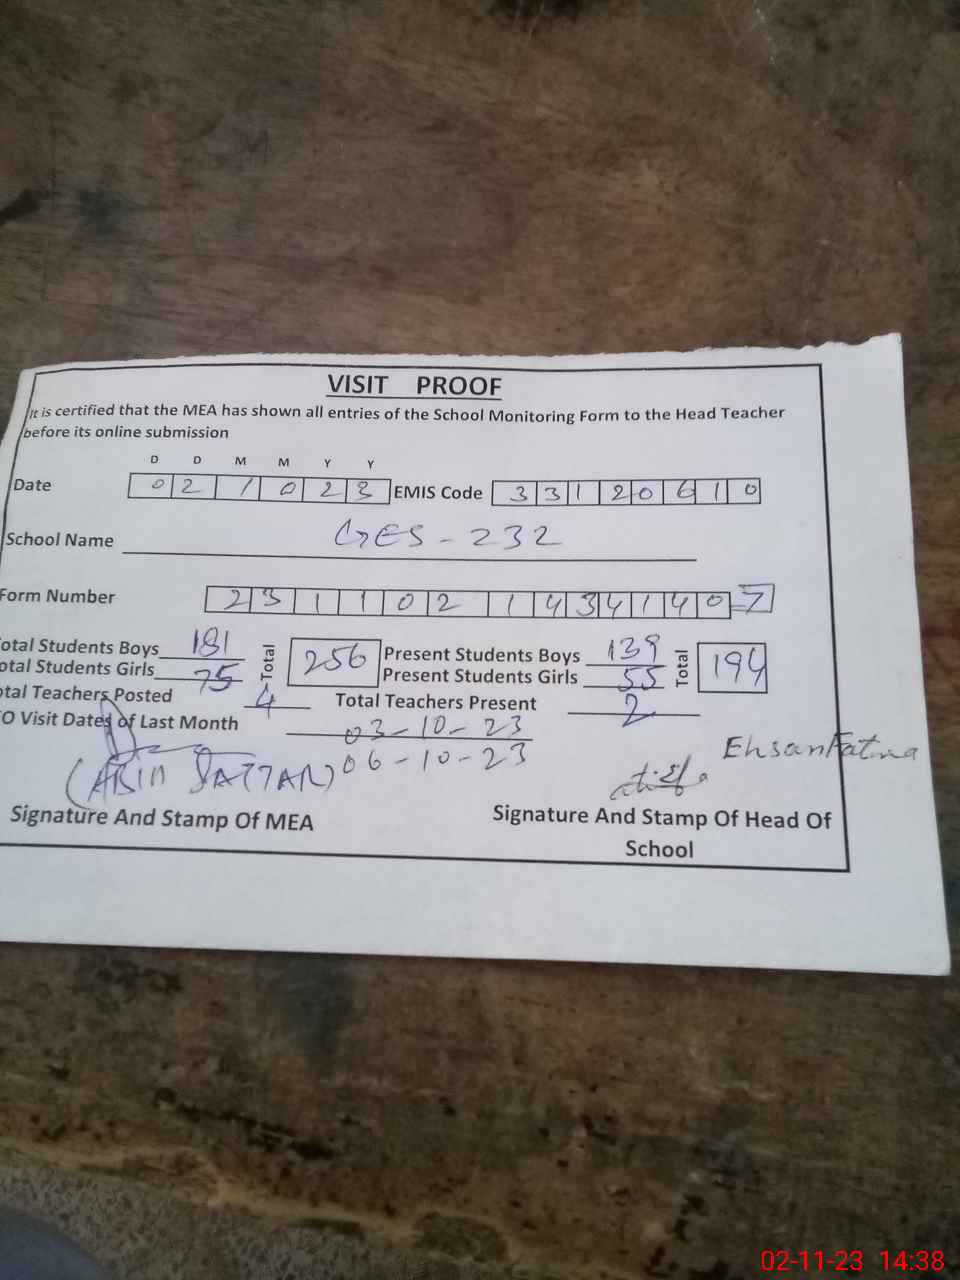 VISIT PROOF
It is certified that the MEA has shown all entries of the School Monitoring Form to the Head Teacher
before its online submission
D D M M Y Y
Date 0 2 1 0 2 3 EMIS Code 3 3 1 2 0 6 1 0
School Name GES - 232
Form Number 2 3 1 1 0 2 1 4 3 4 1 4 0 7
otal Students Boys 181 Total 256 Present Students Boys 139 Total 194
otal Students Girls 75 Present Students Girls 55
otal Teachers Posted 4 Total Teachers Present 2
EO Visit Dates of Last Month 03-10-23
06-10-23
Ehsan Fatma
(ABID SATTAR)
Signature And Stamp Of MEA
Signature And Stamp Of Head Of
School
02-11-23 14:38